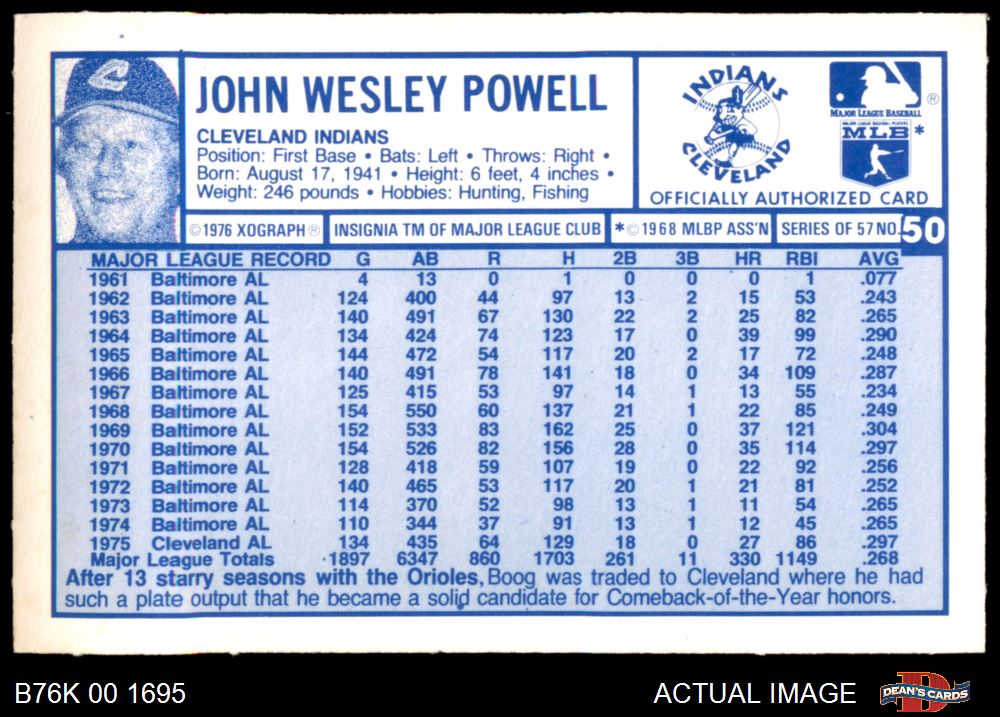 JOHN WESLEY POWELL
CLEVELAND INDIANS
Position: First Base • Bats: Left • Throws: Right •
Born: August 17, 1941 • Height: 6 feet, 4 inches •
Weight: 246 pounds • Hobbies: Hunting, Fishing
INDIANS
CLEVELAND
MAJOR LEAGUE BASEBALL
®
MAJOR LEAGUE BASEBALL PLAYERS
MLB *
OFFICIALLY AUTHORIZED CARD
© 1976 XOGRAPH ® INSIGNIA TM OF MAJOR LEAGUE CLUB * © 1968 MLBP ASS'N SERIES OF 57 NO. 50
MAJOR LEAGUE RECORD G AB R H 2B 3B HR RBI AVG
1961 Baltimore AL 4 13 0 1 0 0 0 1 .077
1962 Baltimore AL 124 400 44 97 13 2 15 53 .243
1963 Baltimore AL 140 491 67 130 22 2 25 82 .265
1964 Baltimore AL 134 424 74 123 17 0 39 99 .290
1965 Baltimore AL 144 472 54 117 20 2 17 72 .248
1966 Baltimore AL 140 491 78 141 18 0 34 109 .287
1967 Baltimore AL 125 415 53 97 14 1 13 55 .234
1968 Baltimore AL 154 550 60 137 21 1 22 85 .249
1969 Baltimore AL 152 533 83 162 25 0 37 121 .304
1970 Baltimore AL 154 526 82 156 28 0 35 114 .297
1971 Baltimore AL 128 418 59 107 19 0 22 92 .256
1972 Baltimore AL 140 465 53 117 20 1 21 81 .252
1973 Baltimore AL 114 370 52 98 13 1 11 54 .265
1974 Baltimore AL 110 344 37 91 13 1 12 45 .265
1975 Cleveland AL 134 435 64 129 18 0 27 86 .297
Major League Totals 1897 6347 860 1703 261 11 330 1149 .268
After 13 starry seasons with the Orioles, Boog was traded to Cleveland where he had
such a plate output that he became a solid candidate for Comeback-of-the-Year honors.
B76K 00 1695 ACTUAL IMAGE DEAN'S CARDS